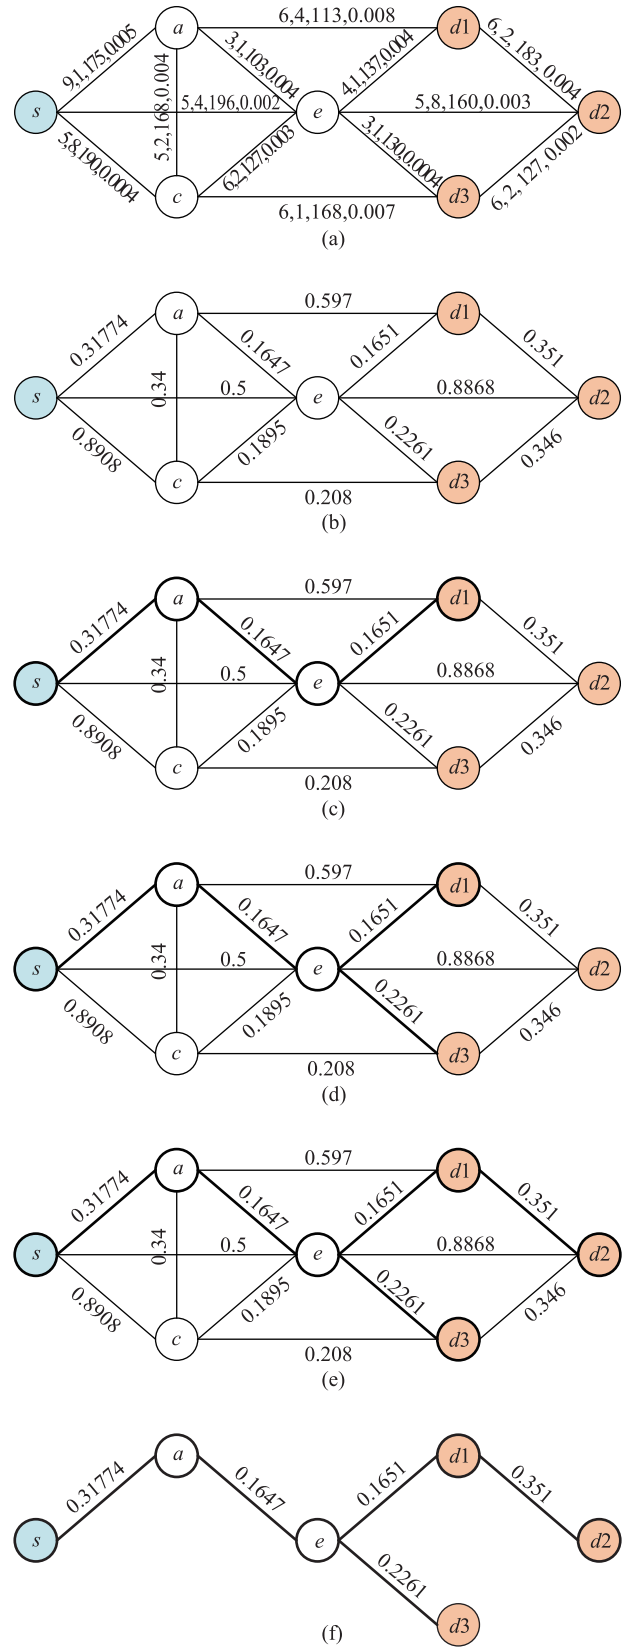 6,4,113,0.008
a
d1
9,1,175,0.005
3,1,103,0.004
4,1,137,0.004
6,2,183,0.004
5,2,168,0.004
s
5,4,196,0.002
e
5,8,160,0.003
d2
5,8,190,0.0004
6,2,127,0.003
3,1,130,0.0004
6,2,127,0.002
c
d3
6,1,168,0.007
(a)
0.597
a
d1
0.31774
0.1647
0.1651
0.351
0.34
s
0.5
e
0.8868
d2
0.8908
0.1895
0.2261
0.346
c
d3
0.208
(b)
0.597
a
d1
0.31774
0.1647
0.1651
0.351
0.34
s
0.5
e
0.8868
d2
0.8908
0.1895
0.2261
0.346
c
d3
0.208
(c)
0.597
a
d1
0.31774
0.1647
0.1651
0.351
0.34
s
0.5
e
0.8868
d2
0.8908
0.1895
0.2261
0.346
c
d3
0.208
(d)
0.597
a
d1
0.31774
0.1647
0.1651
0.351
0.34
s
0.5
e
0.8868
d2
0.8908
0.1895
0.2261
0.346
c
d3
0.208
(e)
a
d1
0.31774
0.1647
0.1651
0.351
s
e
d2
0.2261
d3
(f)